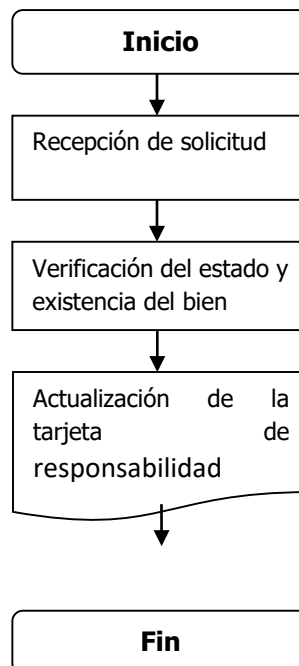 Inicio
Recepción de solicitud
Verificación del estado y
existencia del bien
Actualización de la
tarjeta de
responsabilidad
Fin